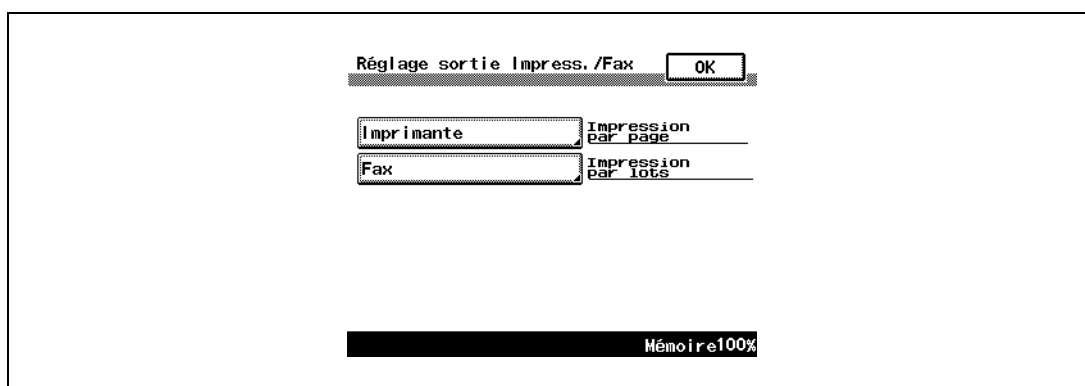 Réglage sortie Impress./Fax
OK
Imprimante
Impression
par page
Fax
Impression
par lots
Mémoire100%